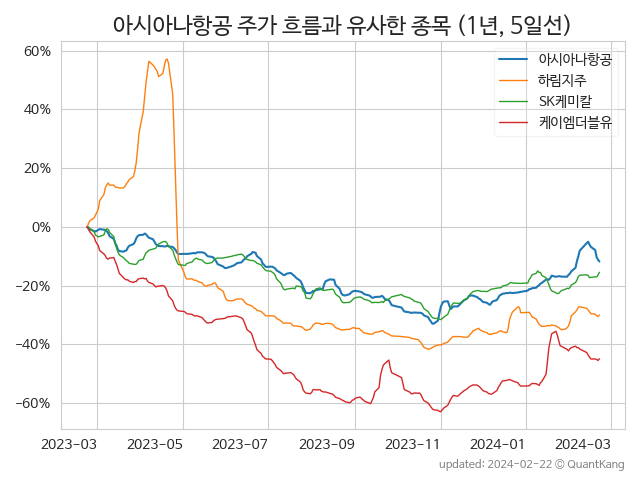 아시아나항공 주가 흐름과 유사한 종목 (1년, 5일선)
60%
40%
20%
0%
−20%
−40%
−60%
아시아나항공
하림지주
SK케미칼
케이엠더블유
2023-03
2023-05
2023-07
2023-09
2023-11
2024-01
2024-03
updated: 2024-02-22 © QuantKang